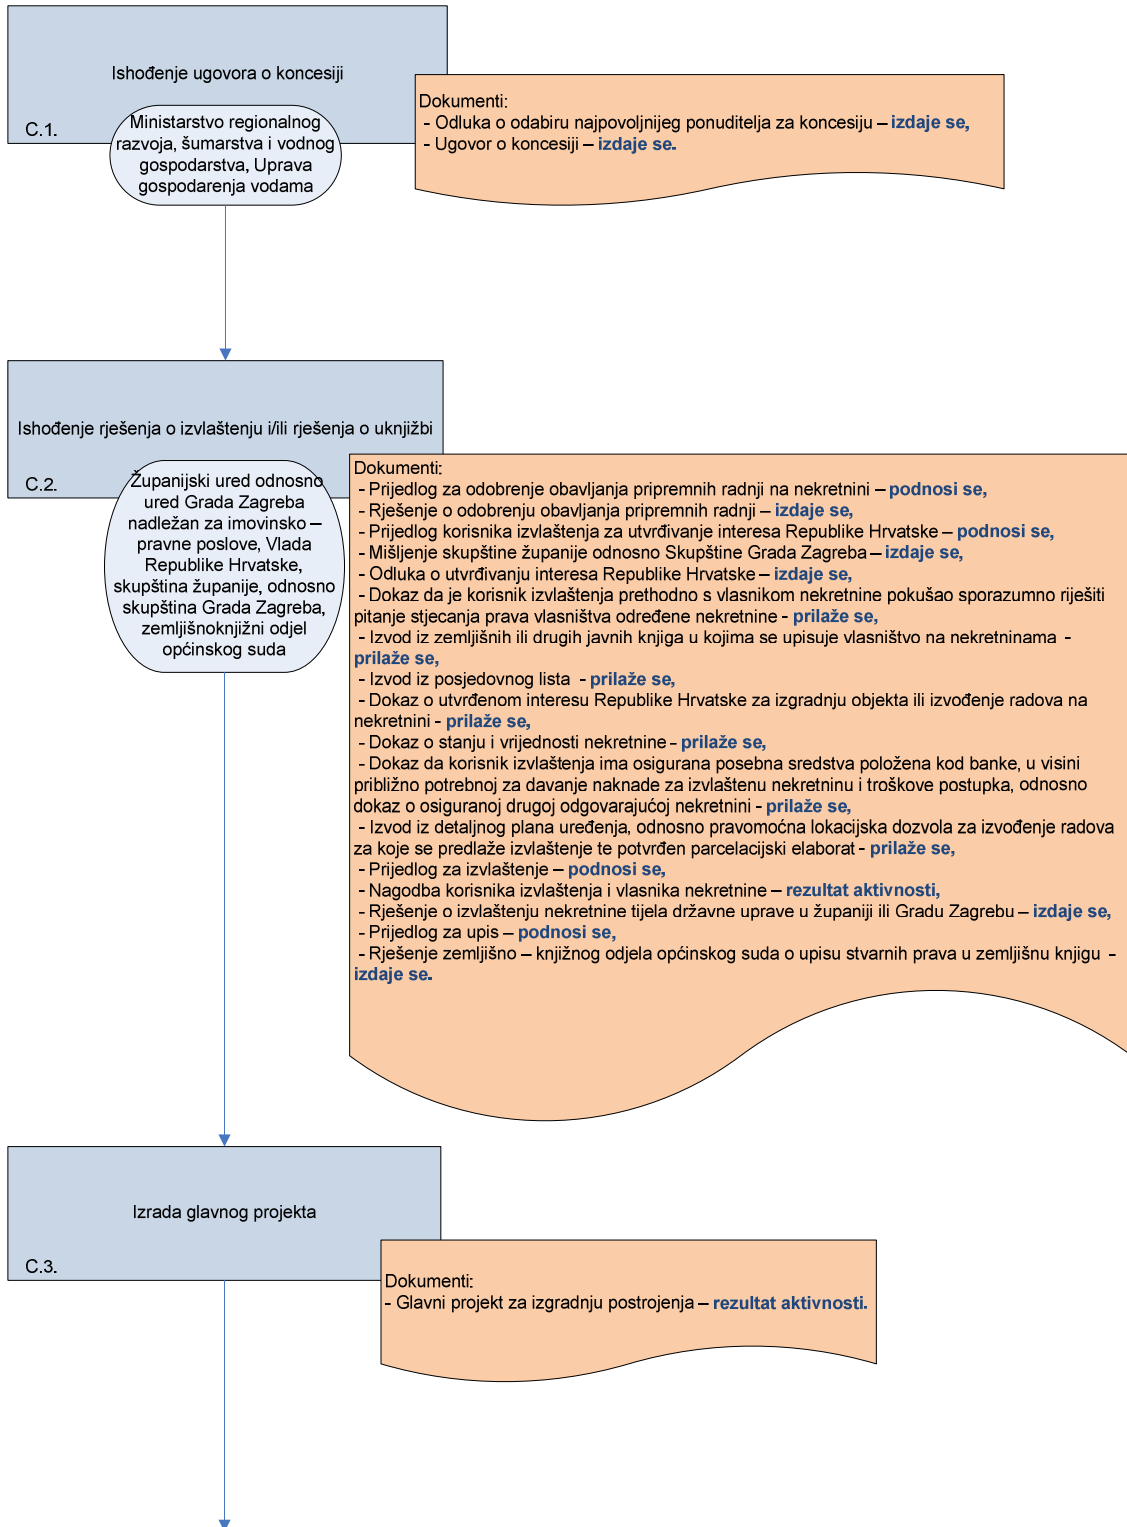 Ishođenje ugovora o koncesiji
C.1.
Ministarstvo regionalnog
razvoja, šumarstva i vodnog
gospodarstva, Uprava
gospodarenja vodama
Dokumenti:
- Odluka o odabiru najpovoljnijeg ponuditelja za koncesiju – izdaje se,
- Ugovor o koncesiji – izdaje se.
Ishođenje rješenja o izvlaštenju i/ili rješenja o uknjižbi
C.2.
Županijski ured odnosno
ured Grada Zagreba
nadležan za imovinsko –
pravne poslove, Vlada
Republike Hrvatske,
skupština županije, odnosno
skupština Grada Zagreba,
zemljišnoknjižni odjel
općinskog suda
Dokumenti:
- Prijedlog za odobrenje obavljanja pripremnih radnji na nekretnini – podnosi se,
- Rješenje o odobrenju obavljanja pripremnih radnji – izdaje se,
- Prijedlog korisnika izvlaštenja za utvrđivanje interesa Republike Hrvatske – podnosi se,
- Mišljenje skupštine županije odnosno Skupštine Grada Zagreba – izdaje se,
- Odluka o utvrđivanju interesa Republike Hrvatske – izdaje se,
- Dokaz da je korisnik izvlaštenja prethodno s vlasnikom nekretnine pokušao sporazumno riješiti
pitanje stjecanja prava vlasništva određene nekretnine - prilaže se,
- Izvod iz zemljišnih ili drugih javnih knjiga u kojima se upisuje vlasništvo na nekretninama -
prilaže se,
- Izvod iz posjedovnog lista - prilaže se,
- Dokaz o utvrđenom interesu Republike Hrvatske za izgradnju objekta ili izvođenje radova na
nekretnini - prilaže se,
- Dokaz o stanju i vrijednosti nekretnine - prilaže se,
- Dokaz da korisnik izvlaštenja ima osigurana posebna sredstva položena kod banke, u visini
približno potrebnoj za davanje naknade za izvlaštenu nekretninu i troškove postupka, odnosno
dokaz o osiguranoj drugoj odgovarajućoj nekretnini - prilaže se,
- Izvod iz detaljnog plana uređenja, odnosno pravomoćna lokacijska dozvola za izvođenje radova
za koje se predlaže izvlaštenje te potvrđen parcelacijski elaborat - prilaže se,
- Prijedlog za izvlaštenje – podnosi se,
- Nagodba korisnika izvlaštenja i vlasnika nekretnine – rezultat aktivnosti,
- Rješenje o izvlaštenju nekretnine tijela državne uprave u županiji ili Gradu Zagrebu – izdaje se,
- Prijedlog za upis – podnosi se,
- Rješenje zemljišno – knjižnog odjela općinskog suda o upisu stvarnih prava u zemljišnu knjigu -
izdaje se.
Izrada glavnog projekta
C.3.
Dokumenti:
- Glavni projekt za izgradnju postrojenja – rezultat aktivnosti.